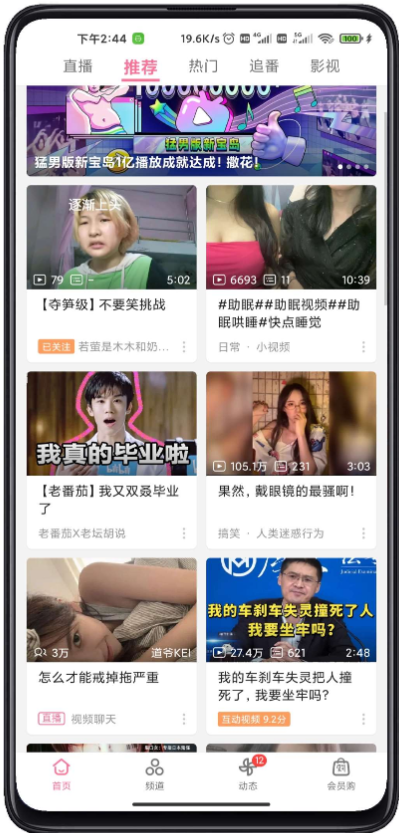 下午2:44
19.6K/s
HD
4G
HD
5G
100
直播
推荐
热门
追番
影视
猛男版新宝岛
猛男版新宝岛1亿播放成就达成！撒花！
逐渐上头
79
-
5:02
6693
11
10:39
【夺笋级】不要笑挑战
#助眠##助眠视频##助
眠哄睡#快点睡觉
已关注
若萤是木木和奶...
日常 · 小视频
我真的毕业啦
105.1万
231
3:03
【老番茄】我又双叒毕业
了
果然，戴眼镜的最骚啊！
老番茄X老坛胡说
搞笑 · 人类迷惑行为
我的车刹车失灵撞死了人
我要坐牢吗？
3万
道爷KEI
27.4万
621
2:48
怎么才能戒掉拖严重
我的车刹车失灵把人撞
死了，我要坐牢吗？
直播
视频聊天
互动视频 9.2分
12
首页
频道
动态
会员购